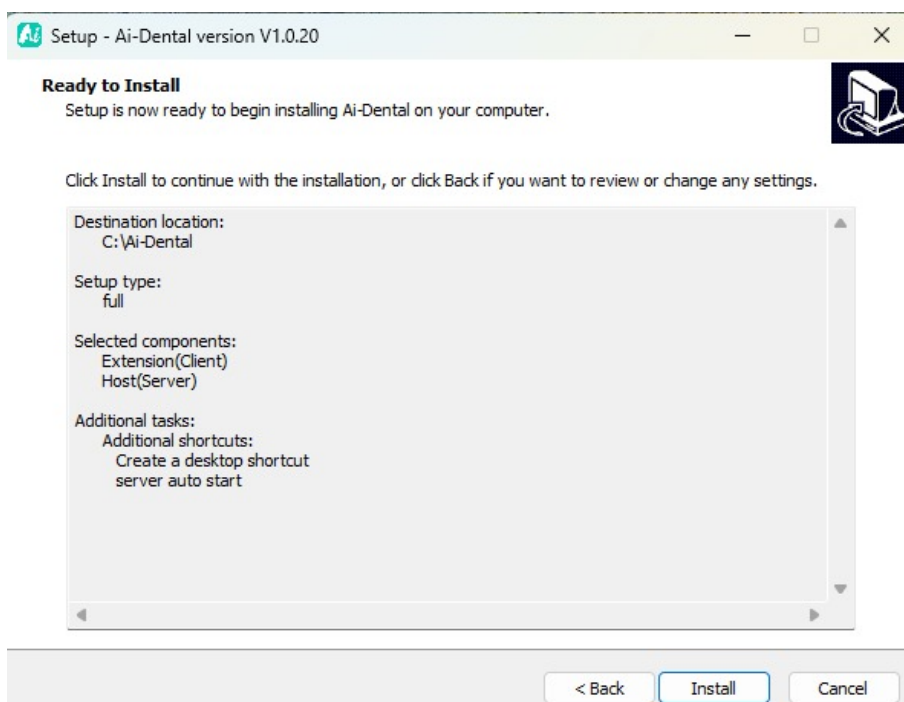 Ai Setup - Ai-Dental version V1.0.20
Ready to Install
Setup is now ready to begin installing Ai-Dental on your computer.
Click Install to continue with the installation, or click Back if you want to review or change any settings.
Destination location:
C:\Ai-Dental
Setup type:
full
Selected components:
Extension(Client)
Host(Server)
Additional tasks:
Additional shortcuts:
Create a desktop shortcut
server auto start
< Back Install Cancel